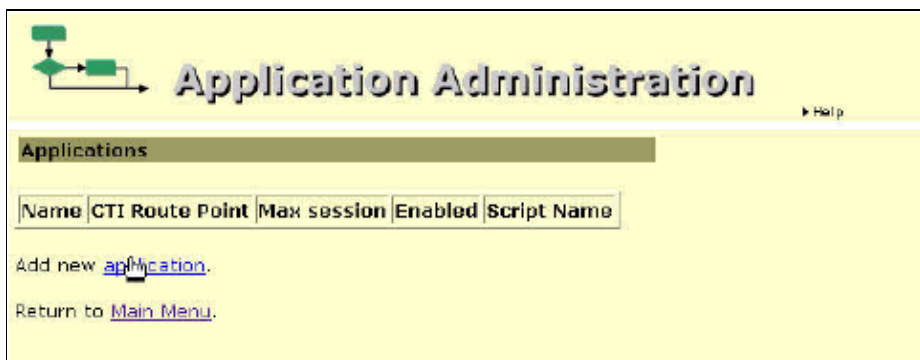 Application Administration
Help
Applications
Name CTI Route Point Max session Enabled Script Name
Add new application.
Return to Main Menu.